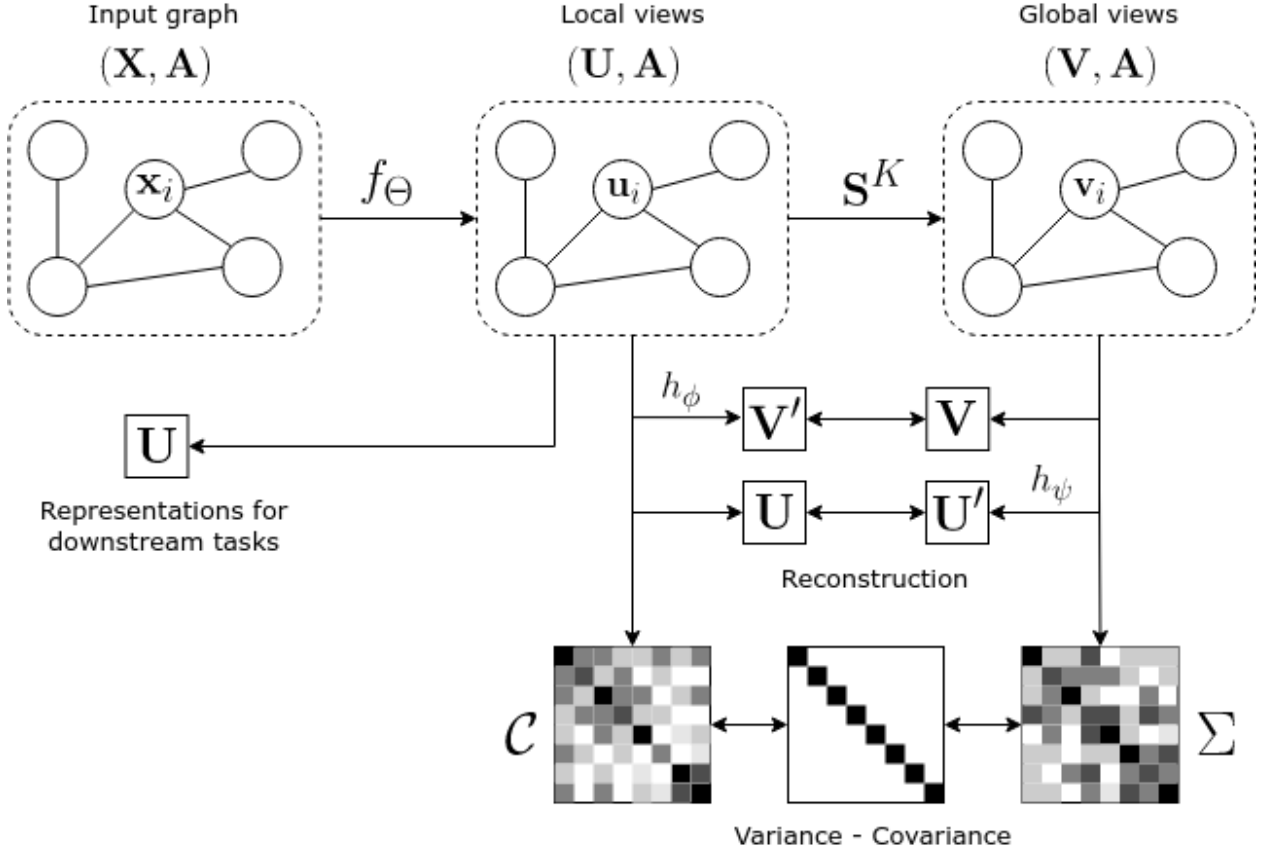 Input graph
Local views
Global views
(X, A)
(U, A)
(V, A)
x_i
f_Θ
u_i
S^K
v_i
h_ϕ
V′
V
U
Representations for
downstream tasks
h_ψ
U
U′
Reconstruction
𝒞
Σ
Variance - Covariance